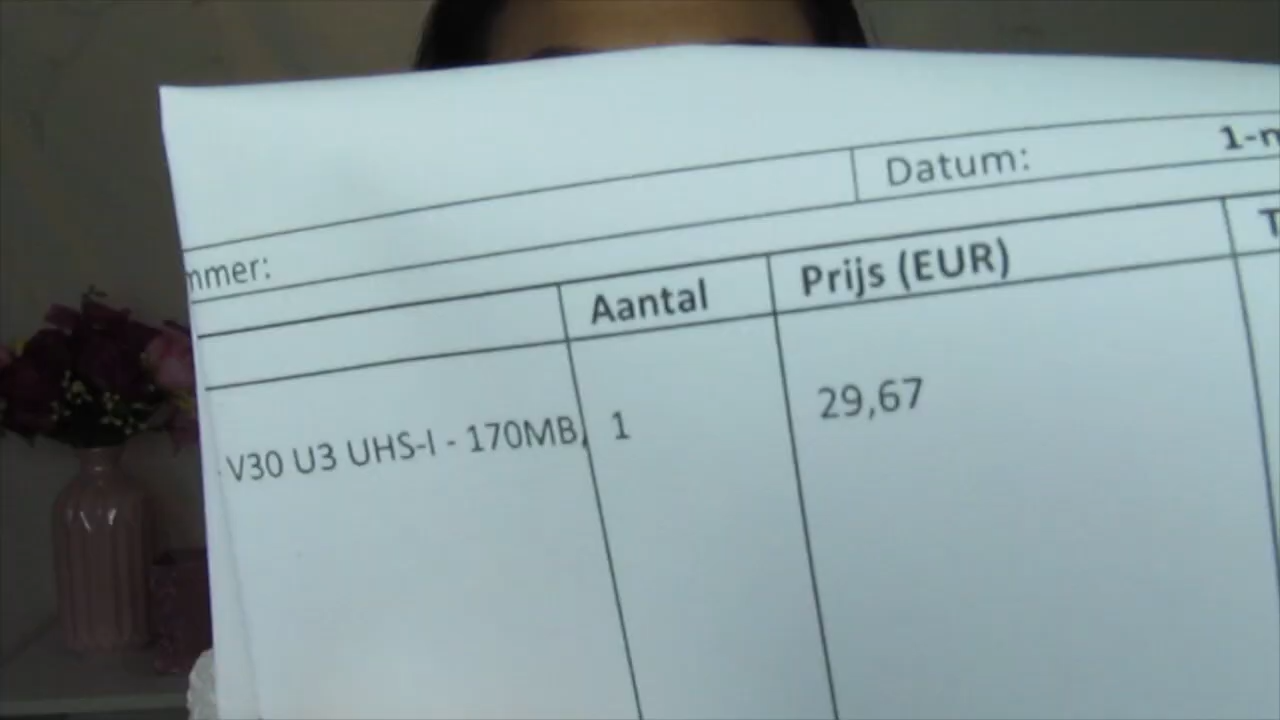 Datum:
mmer:
Aantal Prijs (EUR)
V30 U3 UHS-I - 170MB, 1 29,67